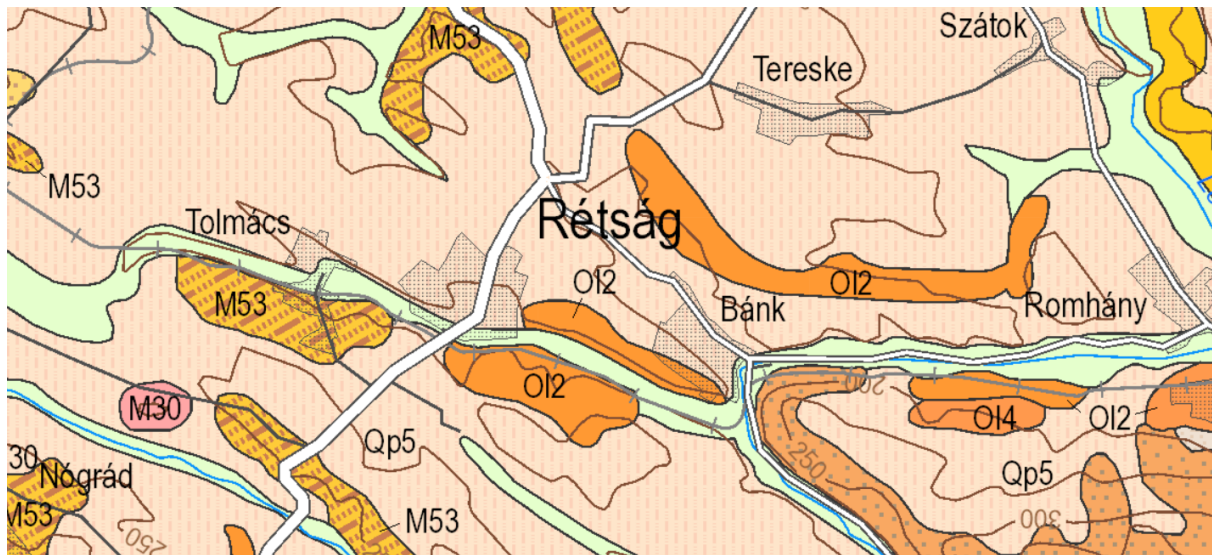 M53
Szátok
Tereske
M53
Tolmács
Rétság
Ol2
M53
Ol2
Bánk
Romhány
M30
Ol2
200
Ol4
Ol2
Qp5
250
30
Nógrád
Qp5
M53
M53
250
300